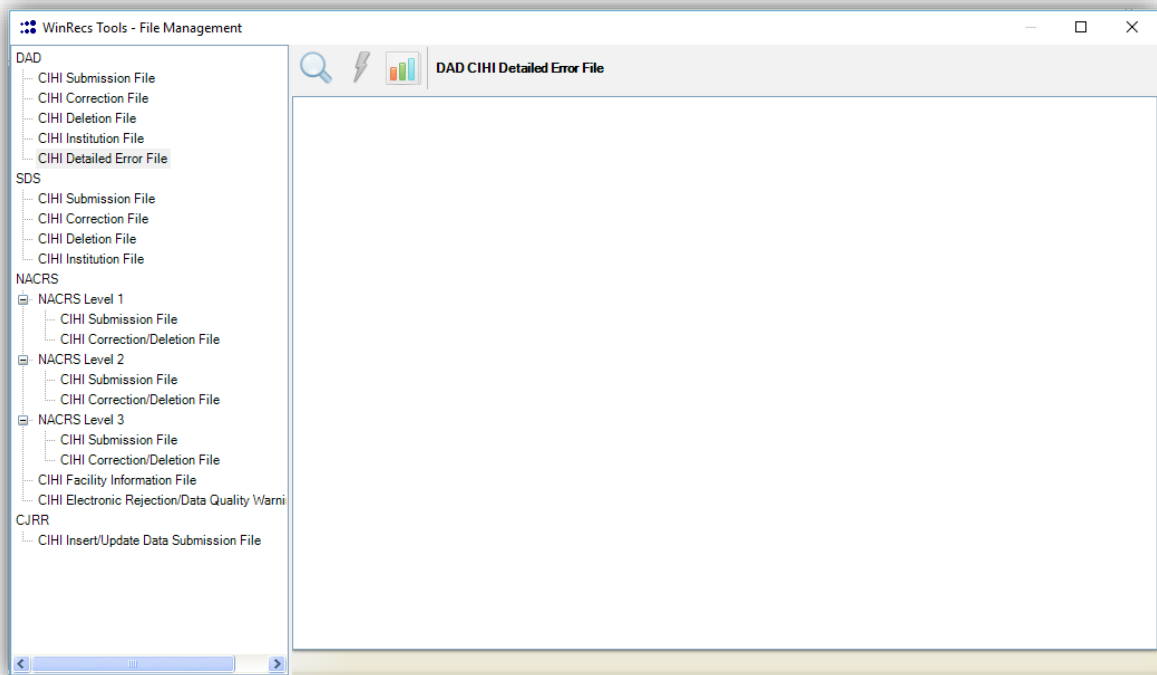 WinRecs Tools - File Management
DAD
CIHI Submission File
CIHI Correction File
CIHI Deletion File
CIHI Institution File
CIHI Detailed Error File
SDS
CIHI Submission File
CIHI Correction File
CIHI Deletion File
CIHI Institution File
NACRS
NACRS Level 1
CIHI Submission File
CIHI Correction/Deletion File
NACRS Level 2
CIHI Submission File
CIHI Correction/Deletion File
NACRS Level 3
CIHI Submission File
CIHI Correction/Deletion File
CIHI Facility Information File
CIHI Electronic Rejection/Data Quality Warni
CJRR
CIHI Insert/Update Data Submission File
DAD CIHI Detailed Error File